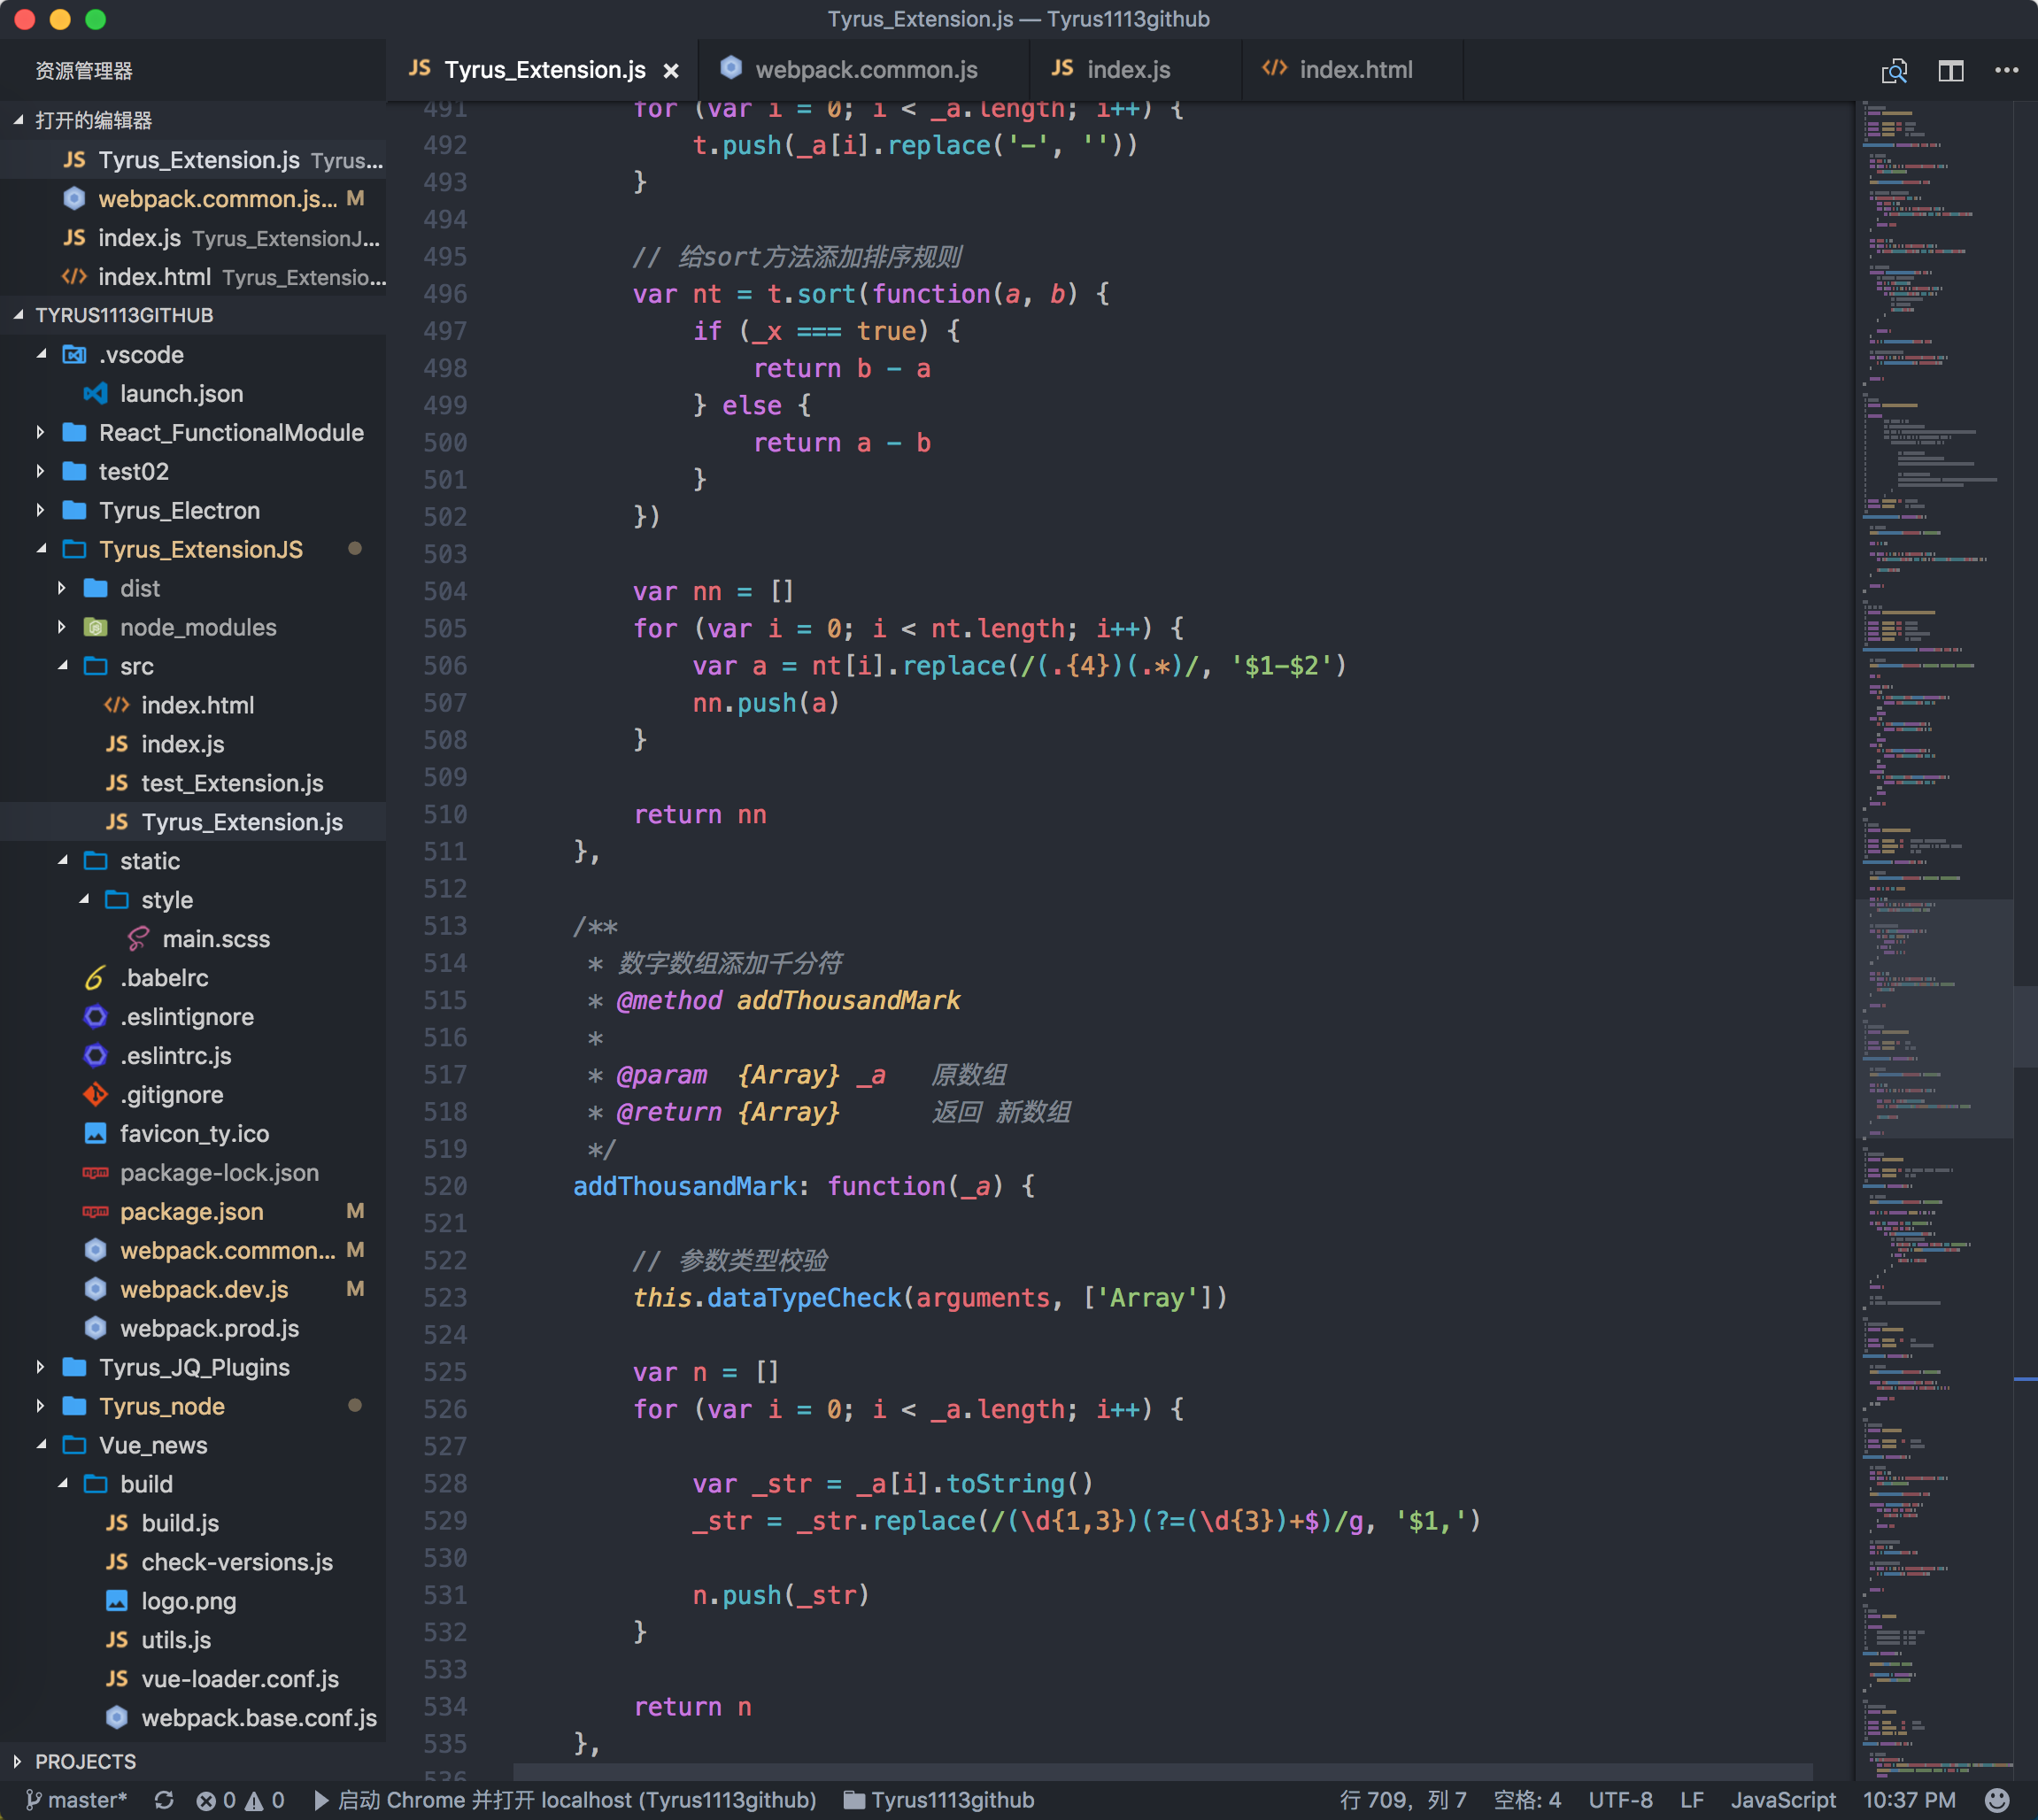 Tyrus_Extension.js — Tyrus1113github
资源管理器
打开的编辑器
JS Tyrus_Extension.js Tyrus...
webpack.common.js... M
JS index.js Tyrus_ExtensionJ...
</> index.html Tyrus_Extensio...
TYRUS1113GITHUB
.vscode
launch.json
React_FunctionalModule
test02
Tyrus_Electron
Tyrus_ExtensionJS
dist
node_modules
src
</> index.html
JS index.js
JS test_Extension.js
JS Tyrus_Extension.js
static
style
main.scss
.babelrc
.eslintignore
.eslintrc.js
.gitignore
favicon_ty.ico
npm package-lock.json
npm package.json M
webpack.common... M
webpack.dev.js M
webpack.prod.js
Tyrus_JQ_Plugins
Tyrus_node
Vue_news
build
JS build.js
JS check-versions.js
logo.png
JS utils.js
JS vue-loader.conf.js
webpack.base.conf.js
PROJECTS
JS Tyrus_Extension.js × webpack.common.js JS index.js </> index.html
491 for (var i = 0; i < _a.length; i++) {
492 t.push(_a[i].replace('-', ''))
493 }
494
495 // 给sort方法添加排序规则
496 var nt = t.sort(function(a, b) {
497 if (_x === true) {
498 return b - a
499 } else {
500 return a - b
501 }
502 })
503
504 var nn = []
505 for (var i = 0; i < nt.length; i++) {
506 var a = nt[i].replace(/(.{4})(.*)/, '$1-$2')
507 nn.push(a)
508 }
509
510 return nn
511 },
512
513 /**
514 * 数字数组添加千分符
515 * @method addThousandMark
516 *
517 * @param {Array} _a 原数组
518 * @return {Array} 返回 新数组
519 */
520 addThousandMark: function(_a) {
521
522 // 参数类型校验
523 this.dataTypeCheck(arguments, ['Array'])
524
525 var n = []
526 for (var i = 0; i < _a.length; i++) {
527
528 var _str = _a[i].toString()
529 _str = _str.replace(/(\d{1,3})(?=(\d{3})+$)/g, '$1,')
530
531 n.push(_str)
532 }
533
534 return n
535 },
536
master* 0 0 启动 Chrome 并打开 localhost (Tyrus1113github) Tyrus1113github 行 709，列 7 空格: 4 UTF-8 LF JavaScript 10:37 PM